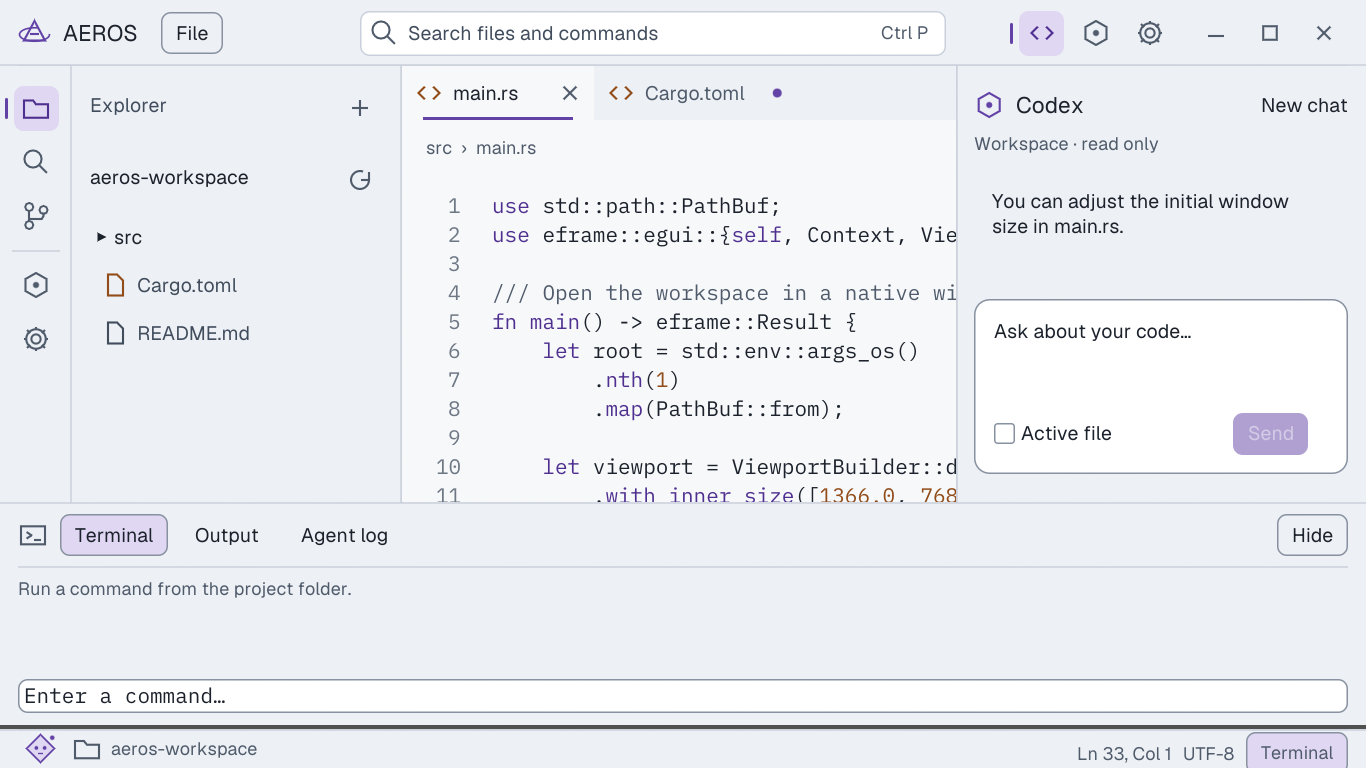 AEROS File Search files and commands Ctrl P
Explorer
aeros-workspace
src
Cargo.toml
README.md
main.rs Cargo.toml
src › main.rs
1 use std::path::PathBuf;
2 use eframe::egui::{self, Context, Vie
3
4 /// Open the workspace in a native wi
5 fn main() -> eframe::Result {
6 let root = std::env::args_os()
7 .nth(1)
8 .map(PathBuf::from);
9
10 let viewport = ViewportBuilder::d
11 .with_inner_size([1366.0, 768
Codex New chat
Workspace · read only
You can adjust the initial window
size in main.rs.
Ask about your code…
Active file Send
Terminal Output Agent log Hide
Run a command from the project folder.
Enter a command…
aeros-workspace Ln 33, Col 1 UTF-8 Terminal